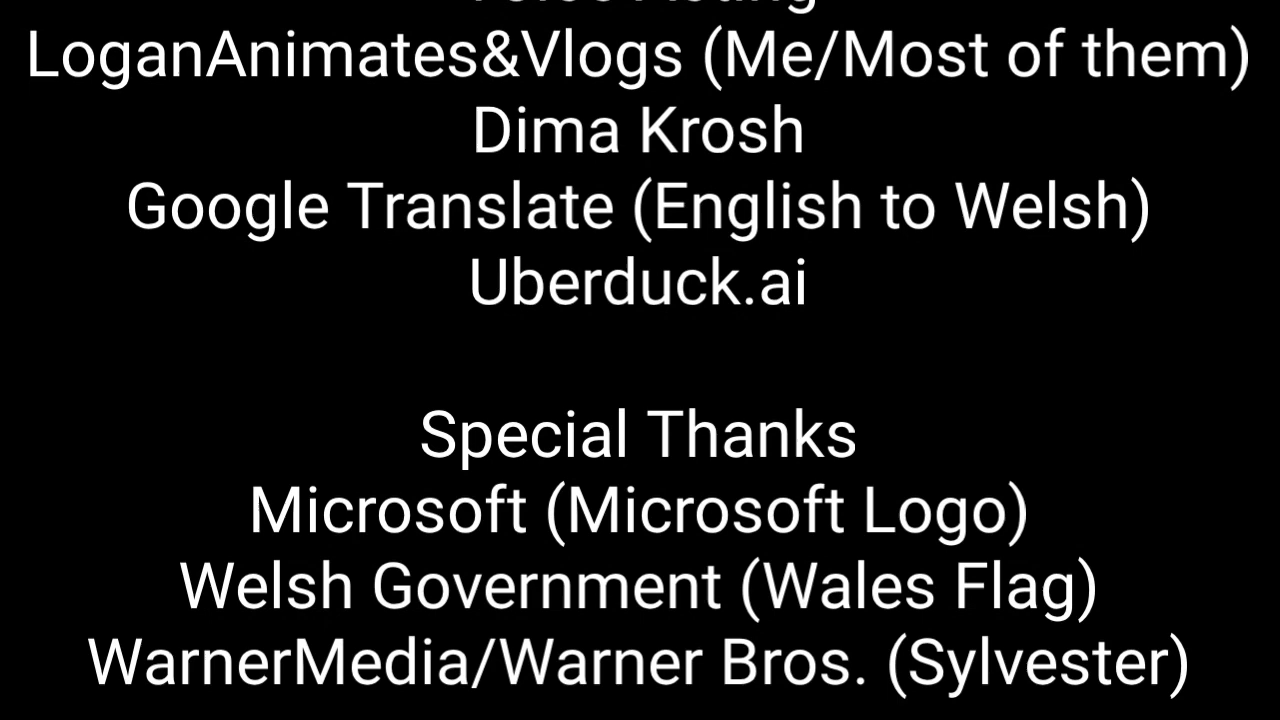 LoganAnimates&Vlogs (Me/Most of them)
Dima Krosh
Google Translate (English to Welsh)
Uberduck.ai
Special Thanks
Microsoft (Microsoft Logo)
Welsh Government (Wales Flag)
WarnerMedia/Warner Bros. (Sylvester)